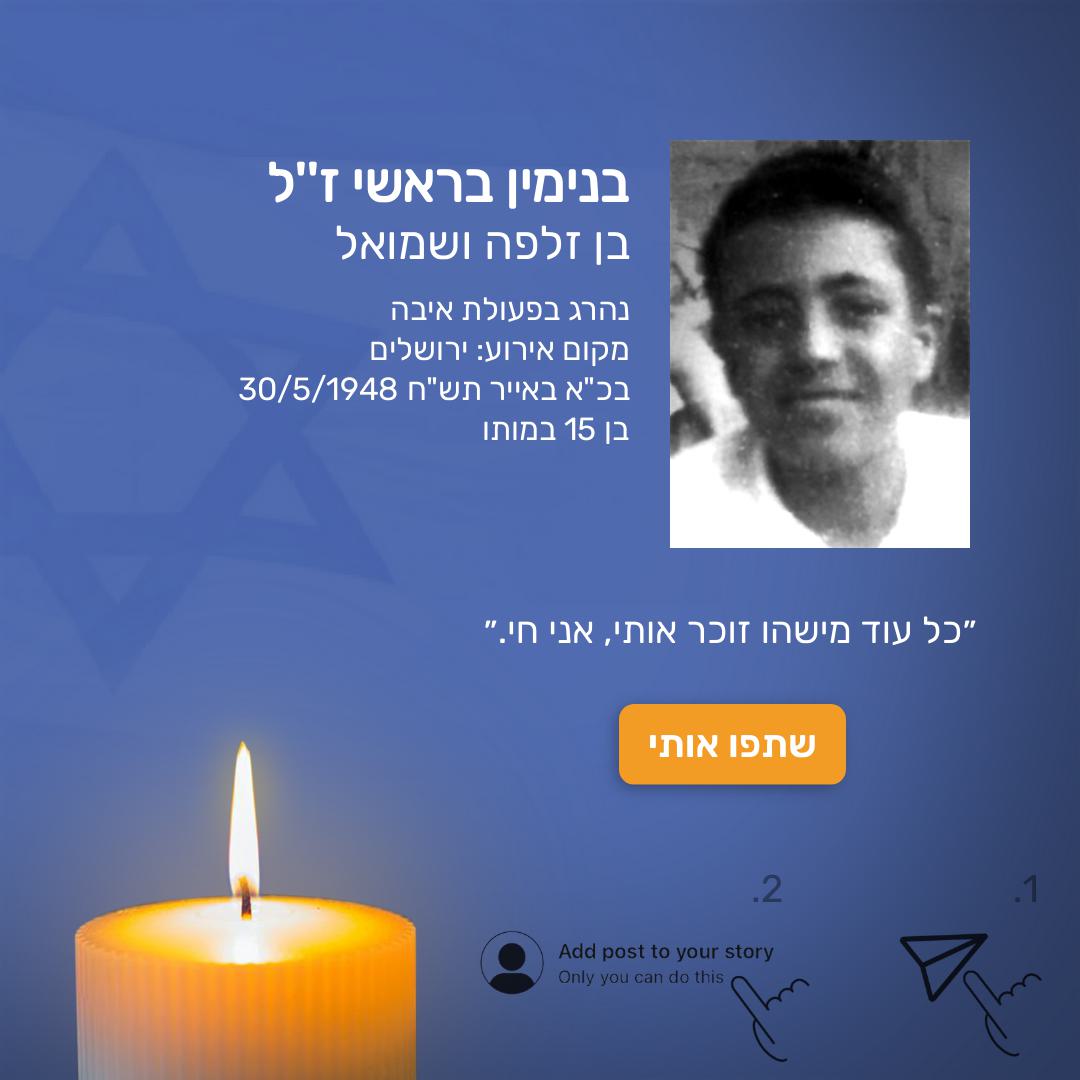 בנימין בראשי ז"ל
בן זלפה ושמואל
נהרג בפעולת איבה
מקום אירוע: ירושלים
בכ"א באייר תש"ח 30/5/1948
בן 15 במותו
״כל עוד מישהו זוכר אותי, אני חי.״
שתפו אותי
1.
2.
Add post to your story
Only you can do this